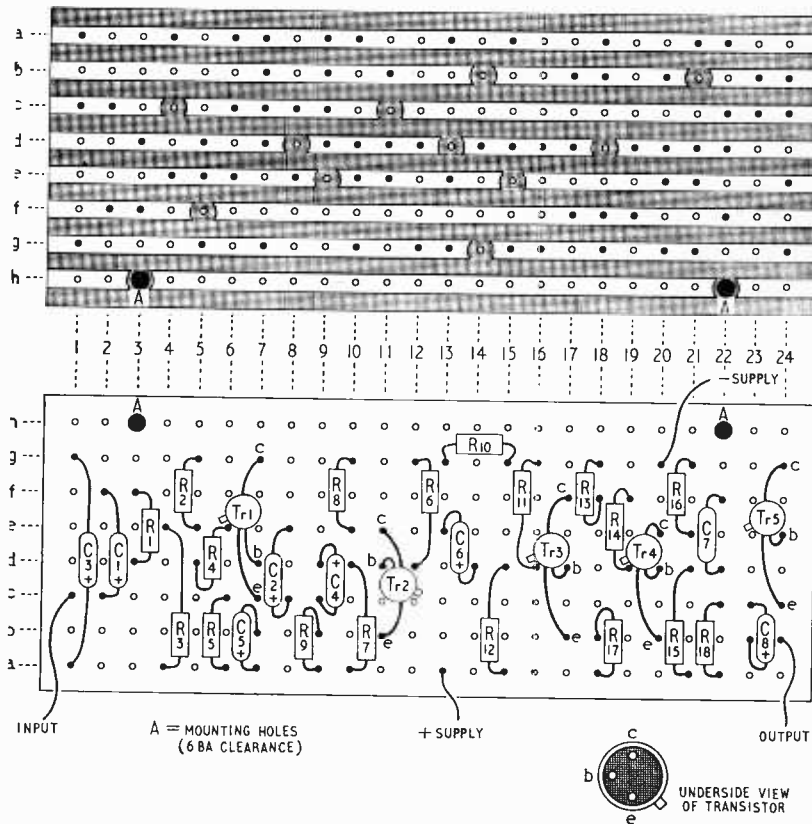 a
b
c
d
e
f
g
h
A A
1 2 3 4 5 6 7 8 9 10 11 12 13 14 15 16 17 18 19 20 21 22 23 24
– SUPPLY
A A
h
g
f
e
d
c
b
a
c R10 c
R2 R8 R6 R11 R13 R16
Tr1 c c Tr5
R1 R14 c
C3+ C1+ R4 b C6+ Tr3 Tr4 C7 b
C2+ +C4 b Tr2 b b
e e
R3 R5 C5+ R9 R7 e R12 e R17 e R15 R18 C8+
INPUT A = MOUNTING HOLES + SUPPLY OUTPUT
(6 BA CLEARANCE)
c
b UNDERSIDE VIEW
OF TRANSISTOR
e